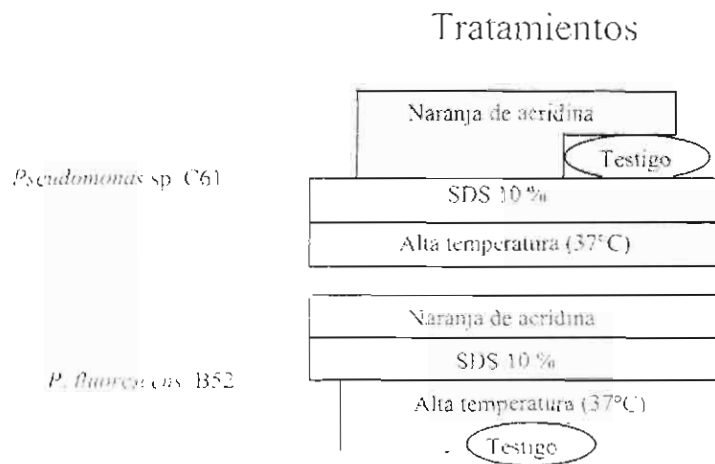 Tratamientos
Naranja de acridina
Testigo
Pseudomonas sp. C61
SDS 10 %
Alta temperatura (37°C)
Naranja de acridina
SDS 10 %
P. B52
Alta temperatura (37°C)
Testigo